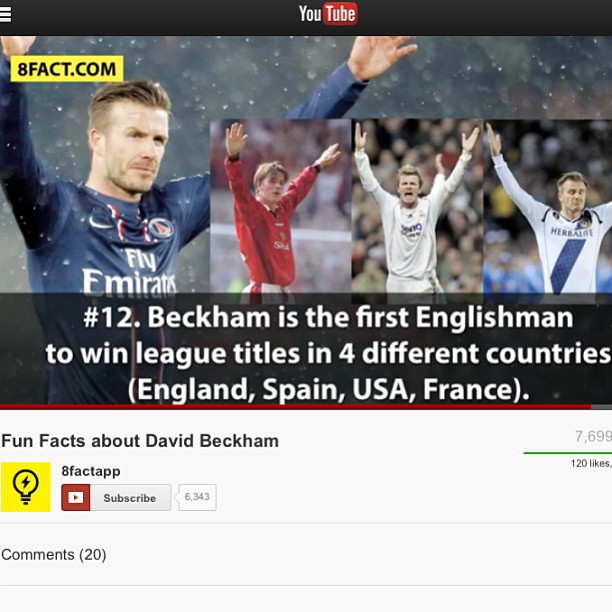 YouTube
8FACT.COM
Fly
Emirates
HERBALIFE
#12. Beckham is the first Englishman
to win league titles in 4 different countries
(England, Spain, USA, France).
Fun Facts about David Beckham
7,699
8factapp
120 likes,
Subscribe
6,343
Comments (20)